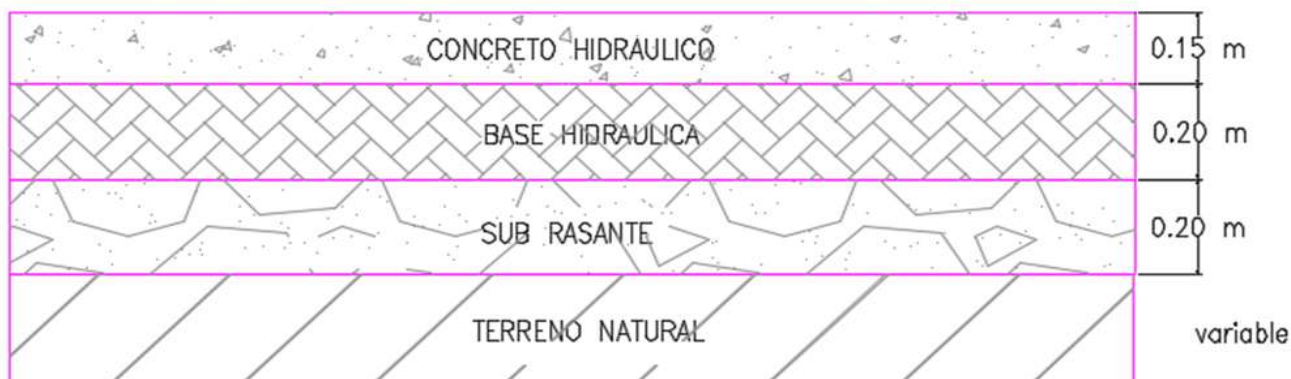 CONCRETO HIDRAULICO 0.15 m
BASE HIDRAULICA 0.20 m
SUB RASANTE 0.20 m
TERRENO NATURAL variable